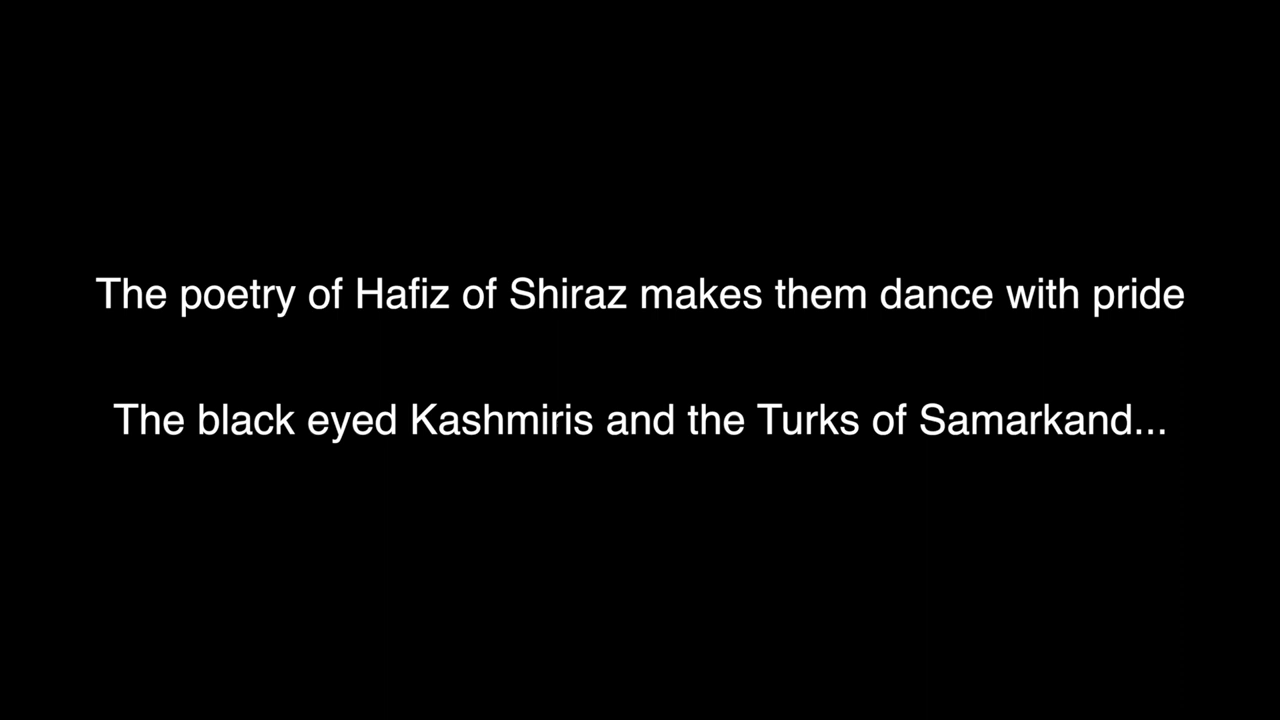 The poetry of Hafiz of Shiraz makes them dance with pride
The black eyed Kashmiris and the Turks of Samarkand...